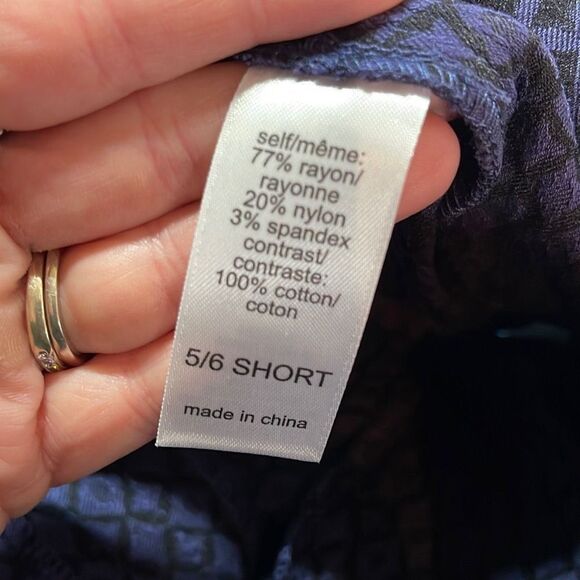 self/même:
77% rayon/
rayonne
20% nylon
3% spandex
contrast/
contraste:
100% cotton/
coton
5/6 SHORT
made in china